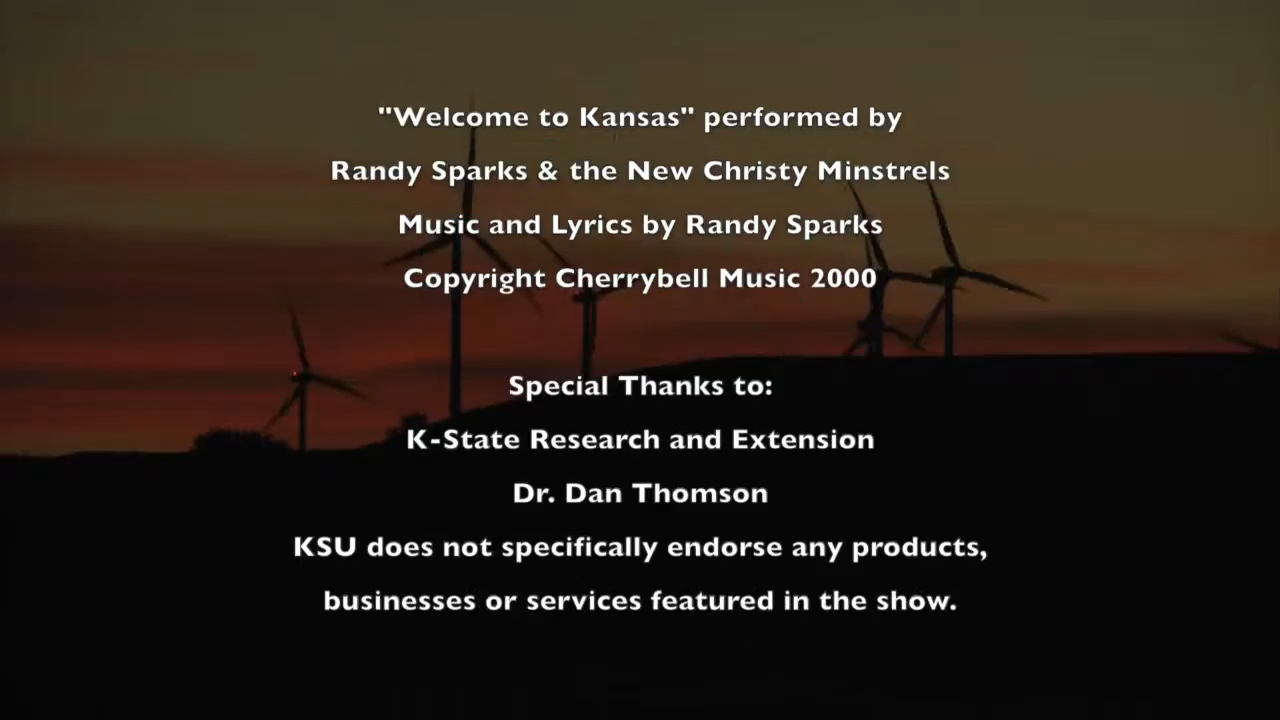 "Welcome to Kansas" performed by
Randy Sparks & the New Christy Minstrels
Music and Lyrics by Randy Sparks
Copyright Cherrybell Music 2000
Special Thanks to:
K-State Research and Extension
Dr. Dan Thomson
KSU does not specifically endorse any products,
businesses or services featured in the show.